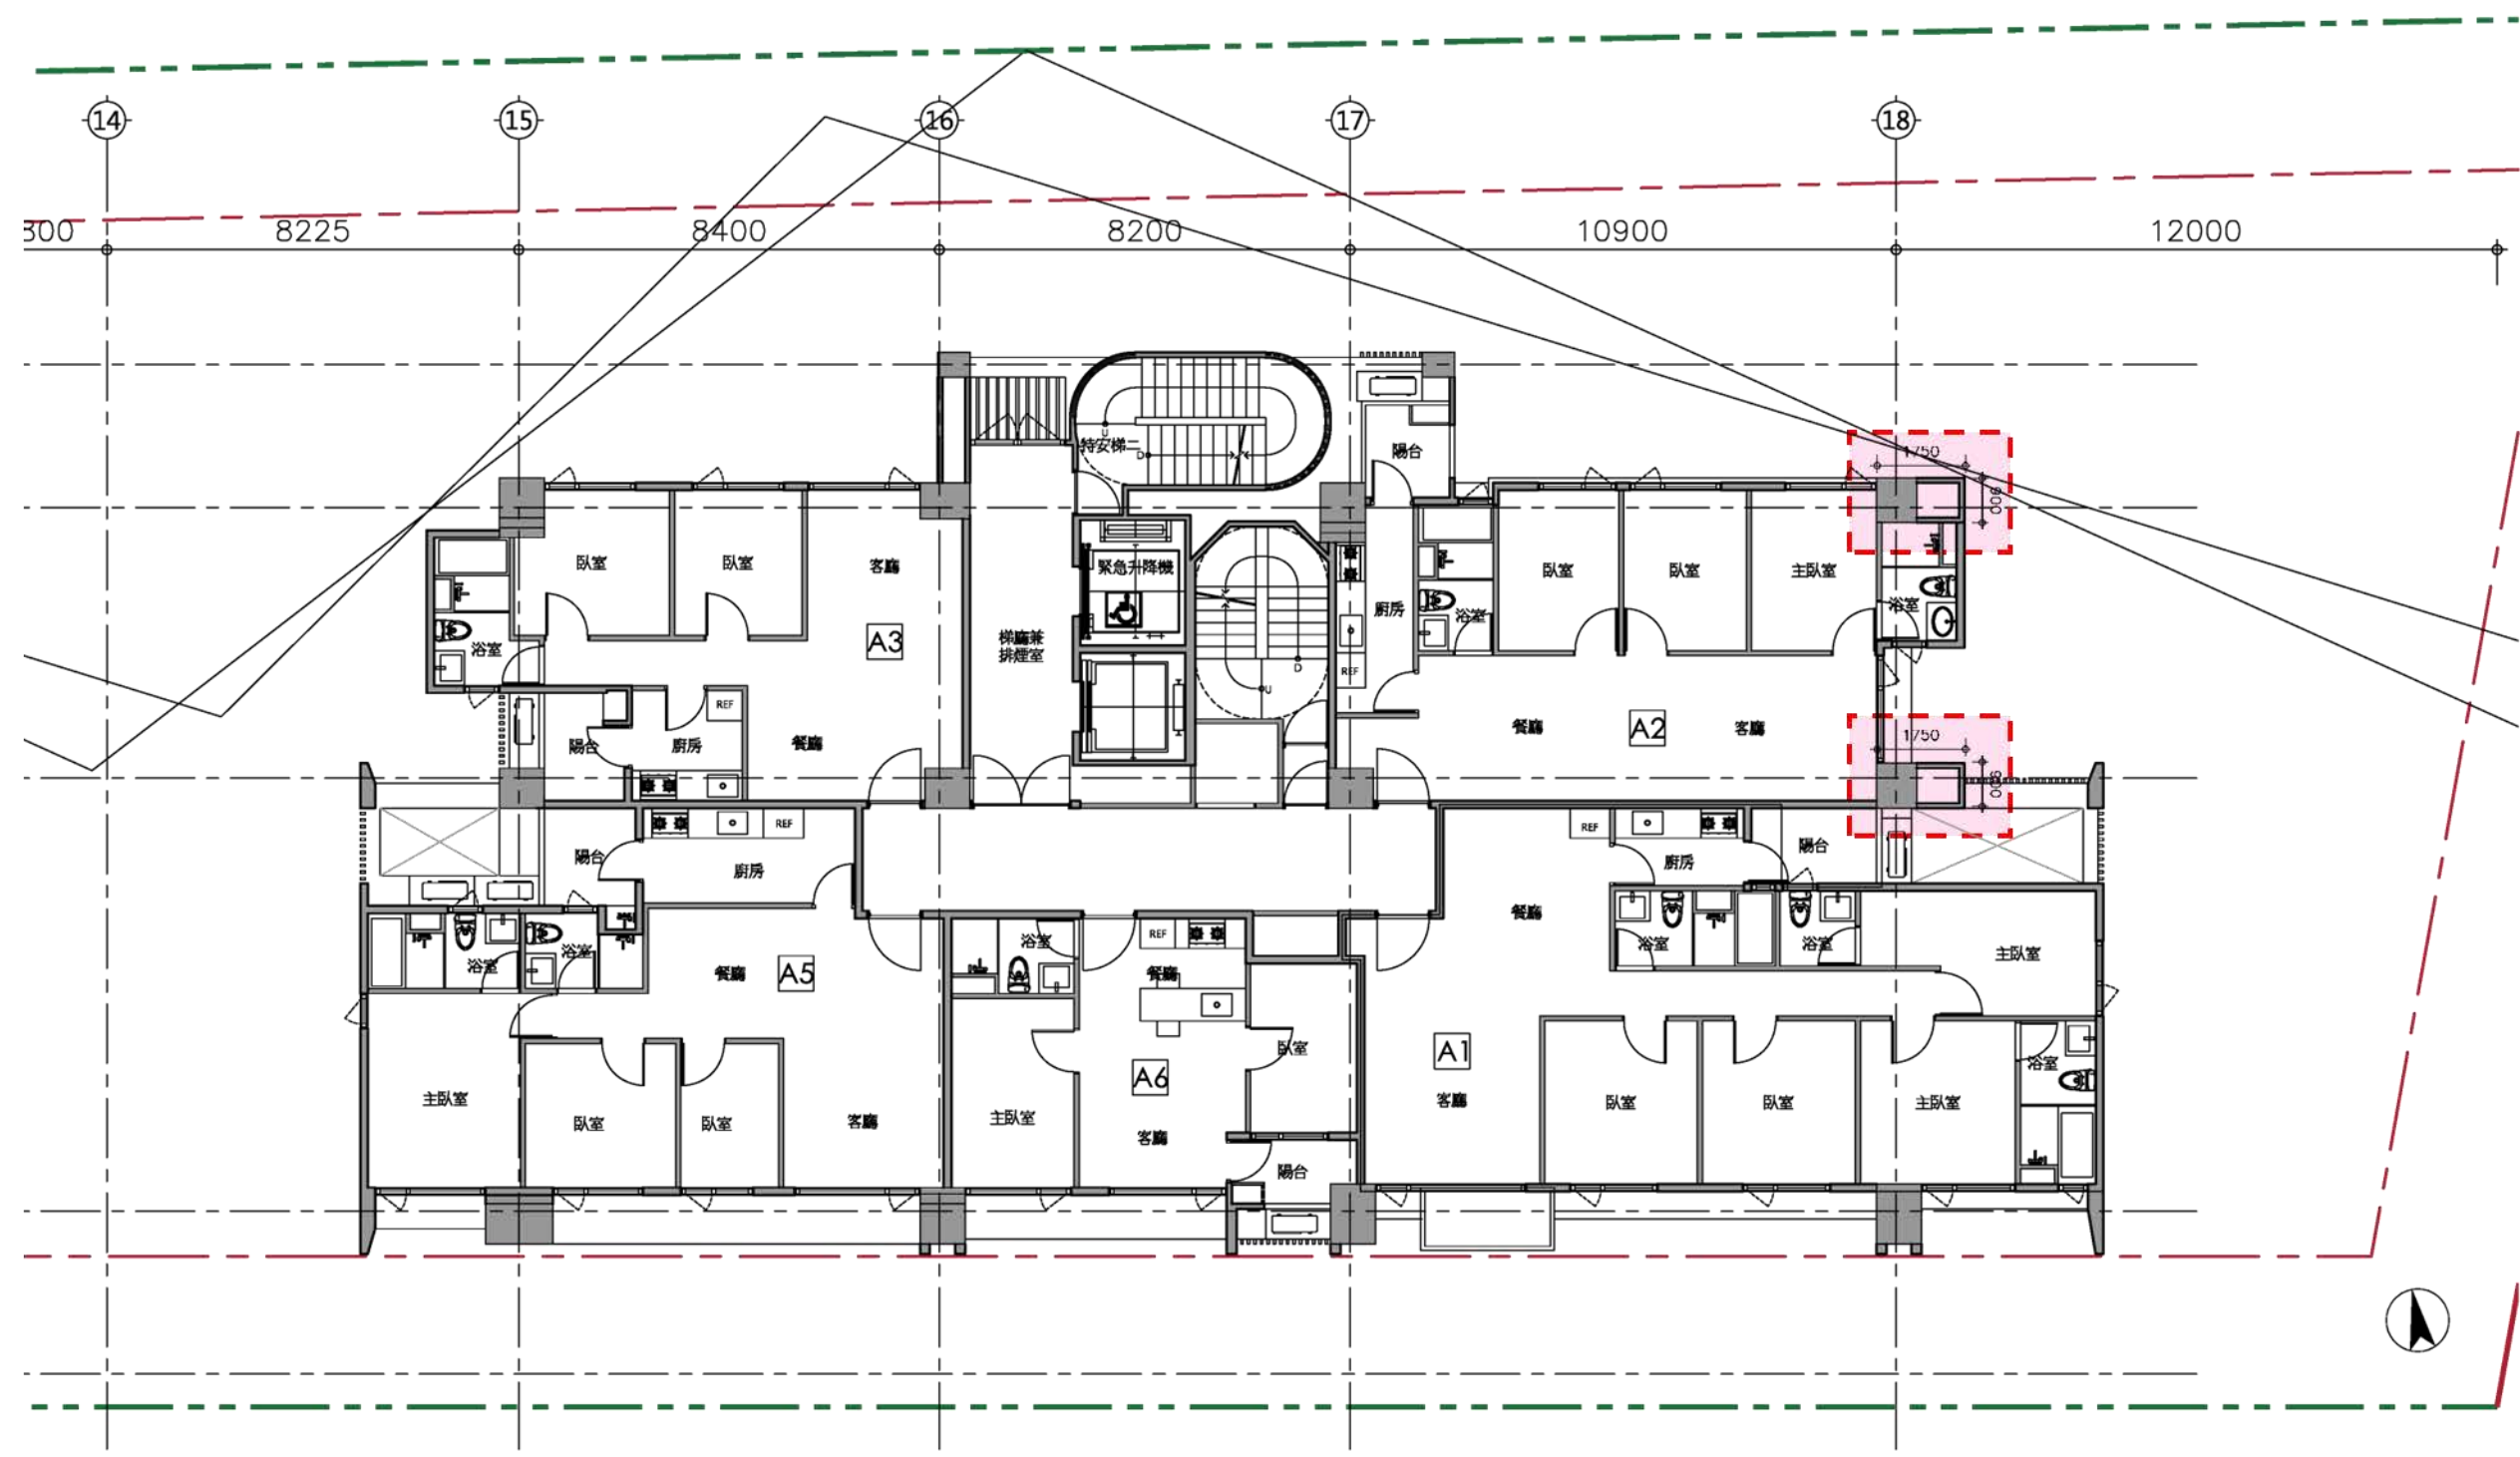 14
15
16
17
18
300
8225
8400
8200
10900
12000
1750
900
特安梯二
U
D
陽台
臥室
臥室
客廳
緊急升降機
臥室
臥室
主臥室
浴室
浴室
廚房
浴室
A3
梯廳兼
排煙室
REF
D
U
REF
陽台
廚房
餐廳
餐廳
A2
客廳
1750
900
REF
REF
陽台
廚房
陽台
廚房
餐廳
浴室
浴室
浴室
REF
浴室
浴室
主臥室
餐廳
A5
餐廳
臥室
A1
浴室
主臥室
A6
客廳
臥室
臥室
主臥室
臥室
臥室
客廳
主臥室
客廳
陽台